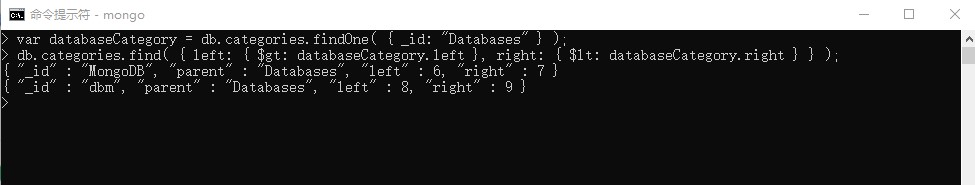 命令提示符 - mongo
> var databaseCategory = db.categories.findOne( { _id: "Databases" } );
> db.categories.find( { left: { $gt: databaseCategory.left }, right: { $lt: databaseCategory.right } } );
{ "_id" : "MongoDB", "parent" : "Databases", "left" : 6, "right" : 7 }
{ "_id" : "dbm", "parent" : "Databases", "left" : 8, "right" : 9 }
>